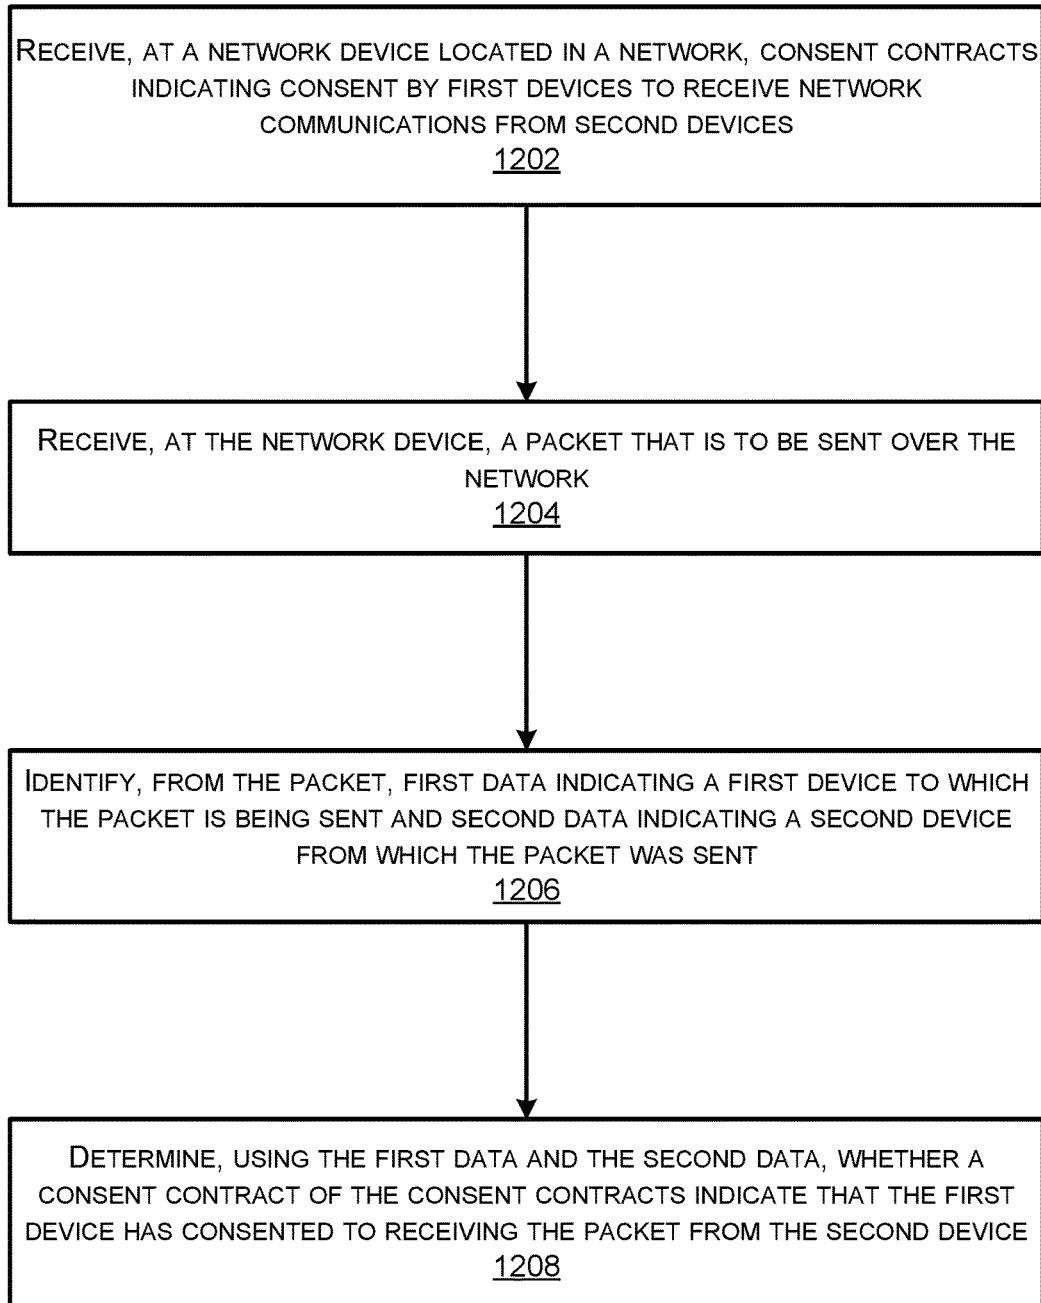 RECEIVE, AT A NETWORK DEVICE LOCATED IN A NETWORK, CONSENT CONTRACTS
INDICATING CONSENT BY FIRST DEVICES TO RECEIVE NETWORK
COMMUNICATIONS FROM SECOND DEVICES
1202
RECEIVE, AT THE NETWORK DEVICE, A PACKET THAT IS TO BE SENT OVER THE
NETWORK
1204
IDENTIFY, FROM THE PACKET, FIRST DATA INDICATING A FIRST DEVICE TO WHICH
THE PACKET IS BEING SENT AND SECOND DATA INDICATING A SECOND DEVICE
FROM WHICH THE PACKET WAS SENT
1206
DETERMINE, USING THE FIRST DATA AND THE SECOND DATA, WHETHER A
CONSENT CONTRACT OF THE CONSENT CONTRACTS INDICATE THAT THE FIRST
DEVICE HAS CONSENTED TO RECEIVING THE PACKET FROM THE SECOND DEVICE
1208